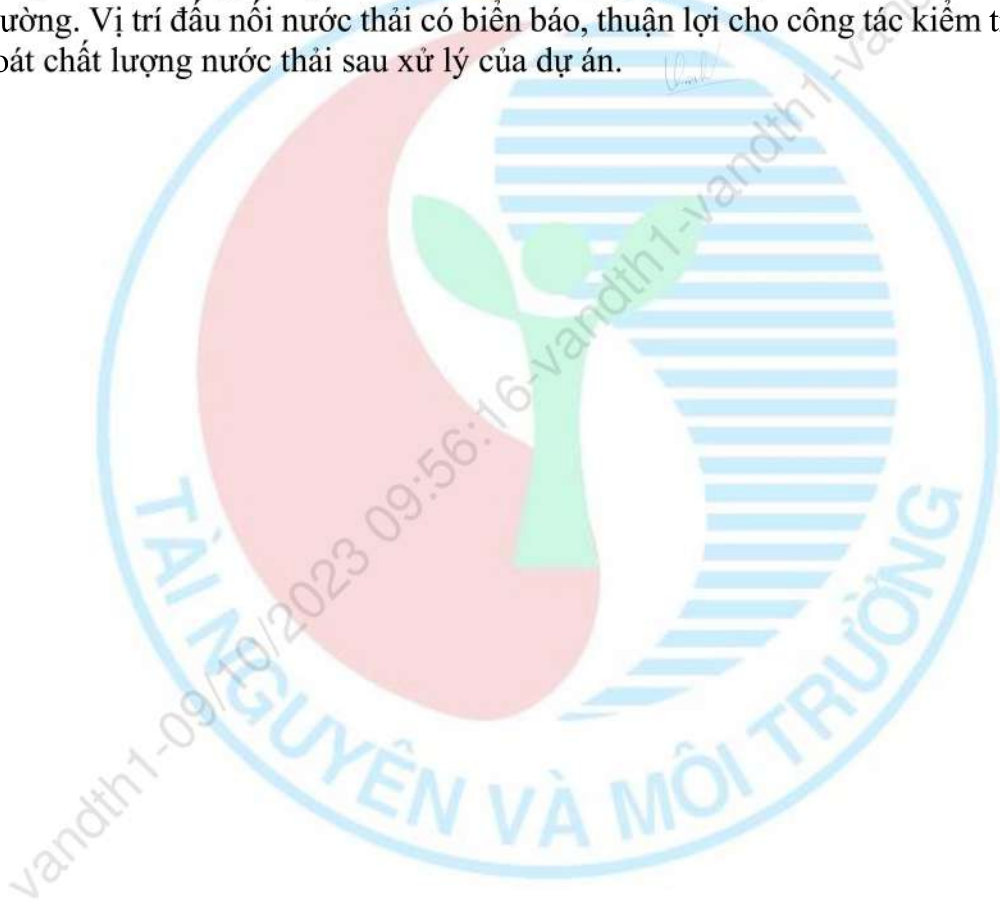 ường. Vị trí đấu nối nước thải có biển báo, thuận lợi cho công tác kiểm t
oát chất lượng nước thải sau xử lý của dự án.
TÀI NGUYÊN VÀ MÔI TRƯỜNG
vandth1-09/10/2023 09:56:16-vandth1-vandth1-van